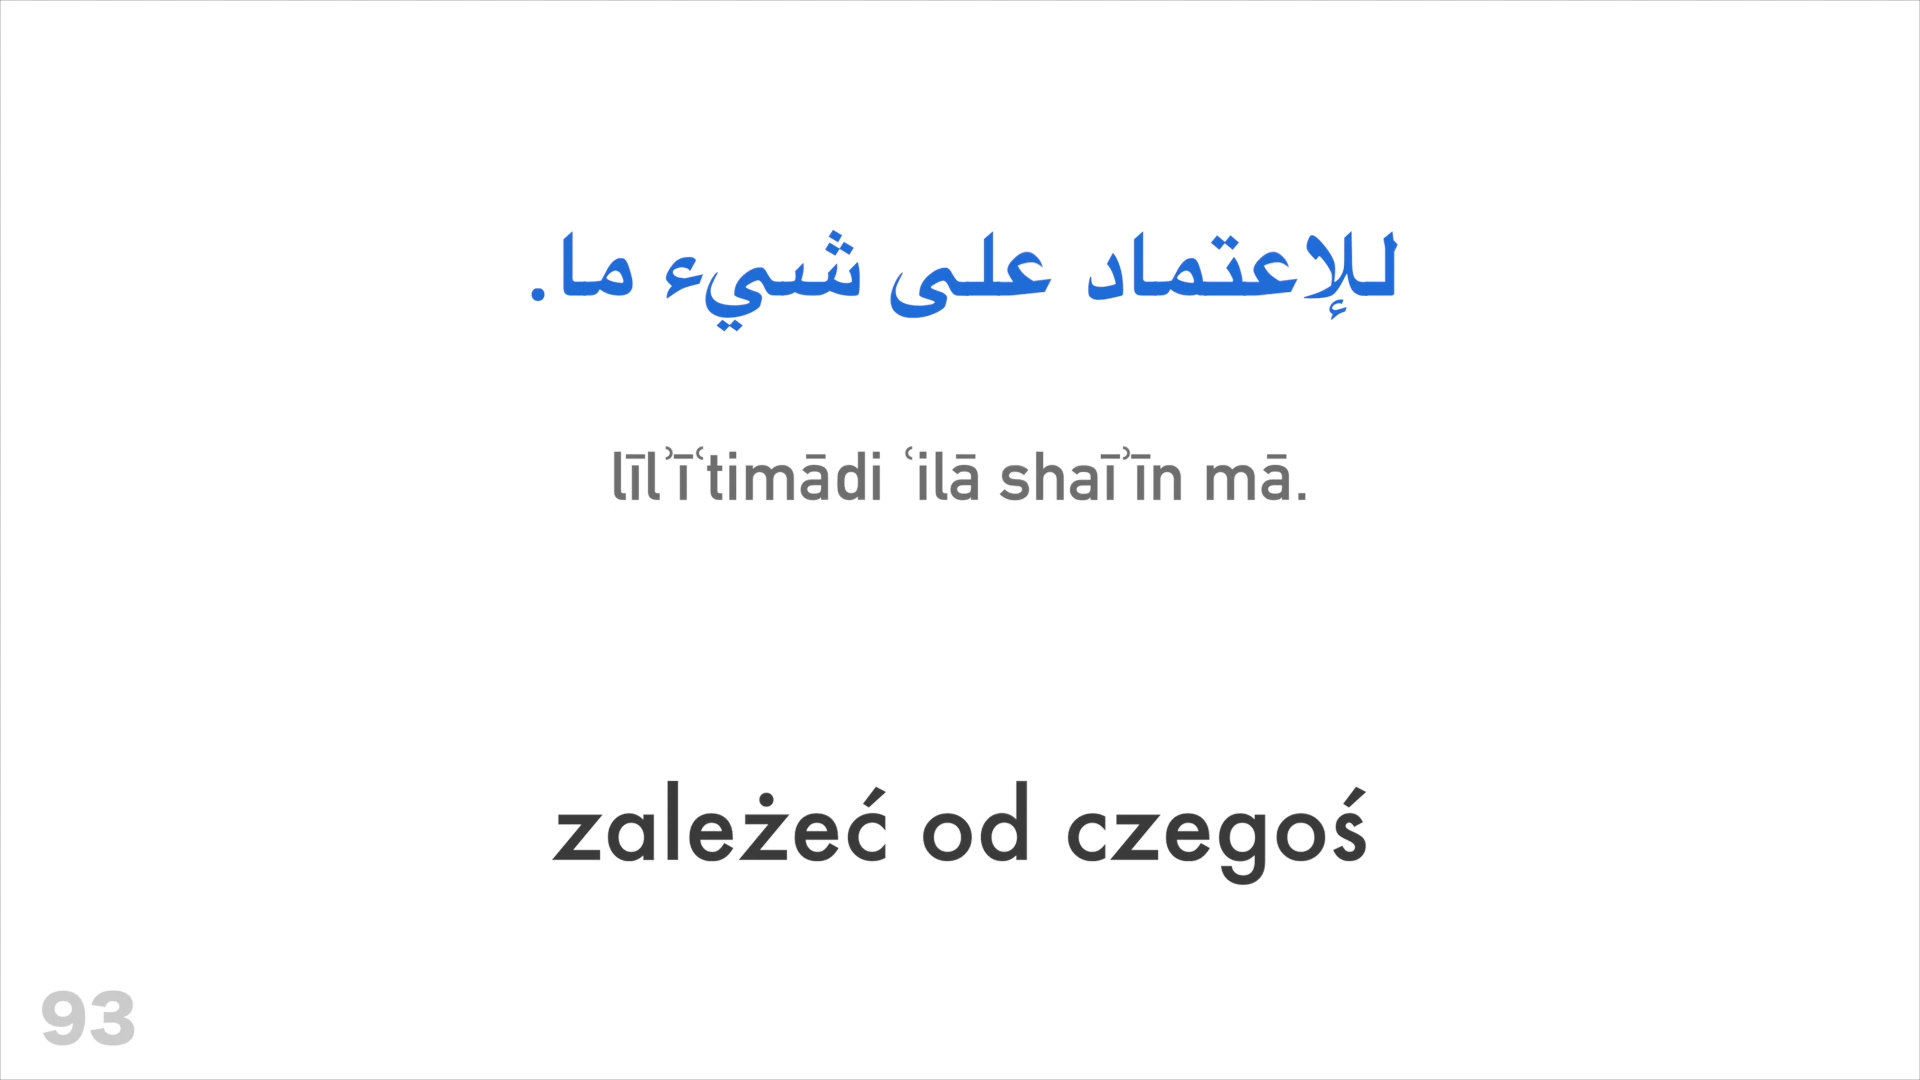 للإعتماد على شيء ما.
līlʾīʿtimādi ʿilā shaīʾīn mā.
zależeć od czegoś
93